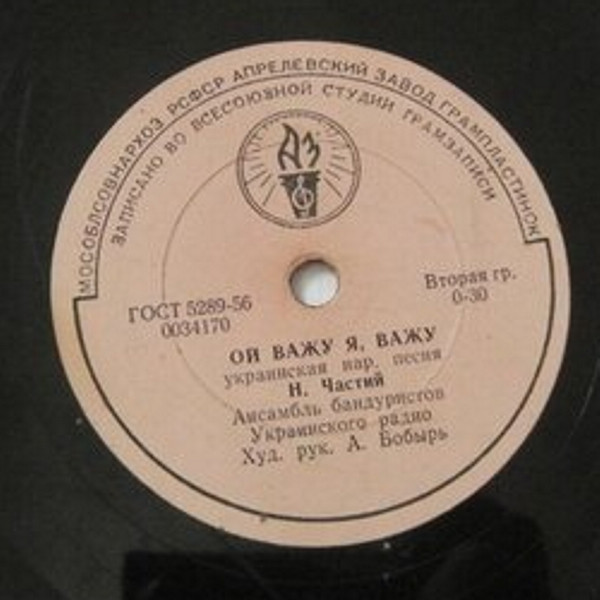 МОСОБЛСОВНАРХОЗ РСФСР АПРЕЛЕВСКИЙ ЗАВОД ГРАМПЛАСТИНОК
ЗАПИСАНО ВО ВСЕСОЮЗНОЙ СТУДИИ ГРАМЗАПИСИ
АЗ
ГОСТ 5289-56
0034170
Вторая гр.
0-30
ОЙ ВАЖУ Я, ВАЖУ
украинская нар. песня
Н. Частий
Ансамбль бандуристов
Украинского радио
Худ. рук. А. Бобырь